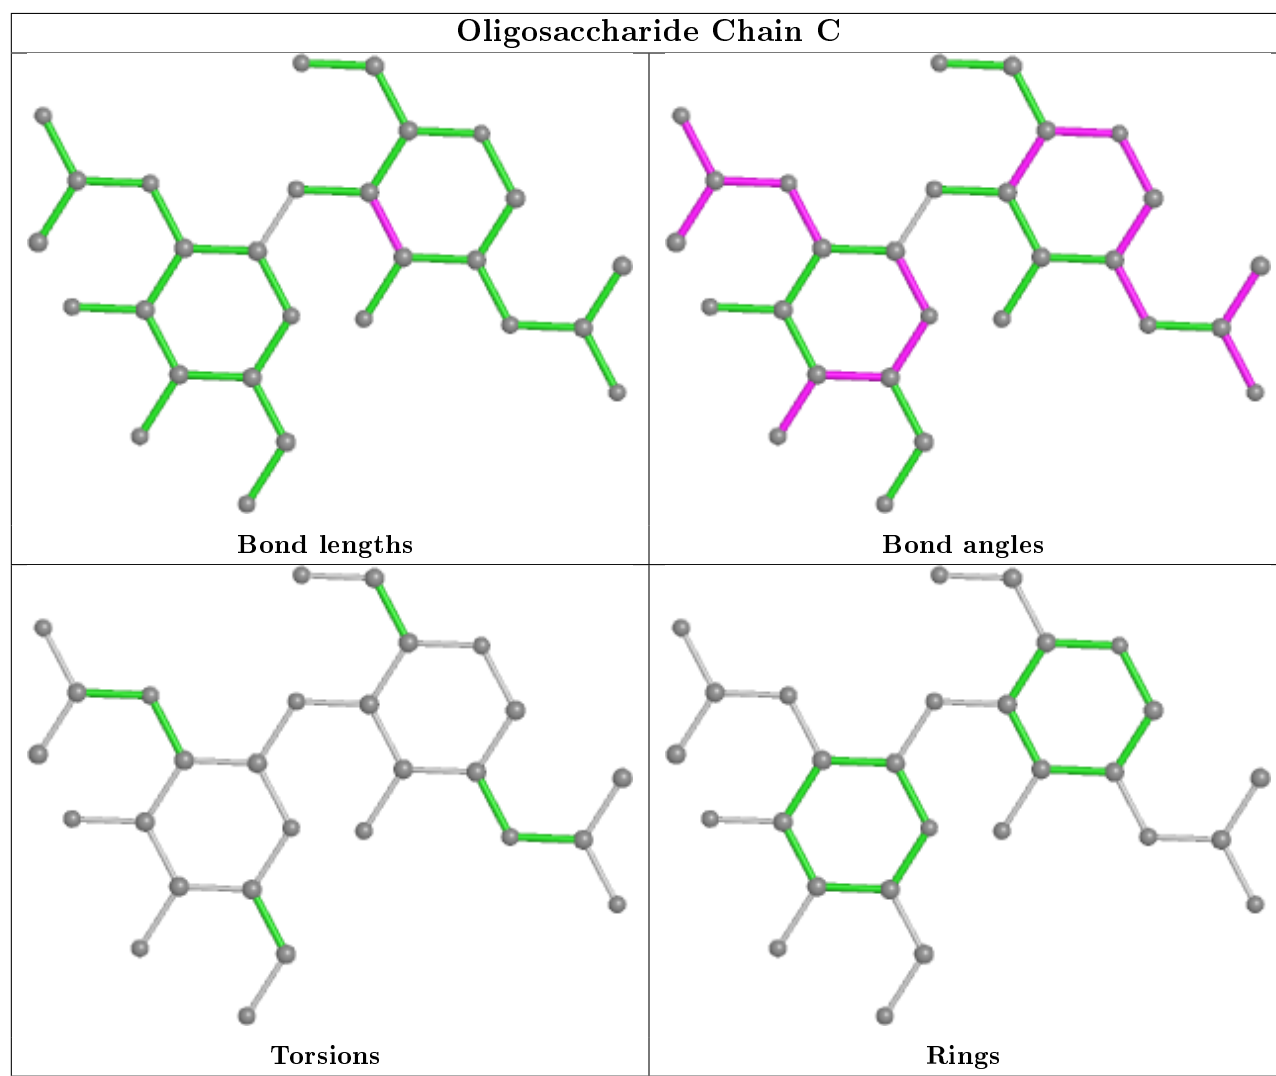 Oligosaccharide Chain C
Bond lengths
Bond angles
Torsions
Rings